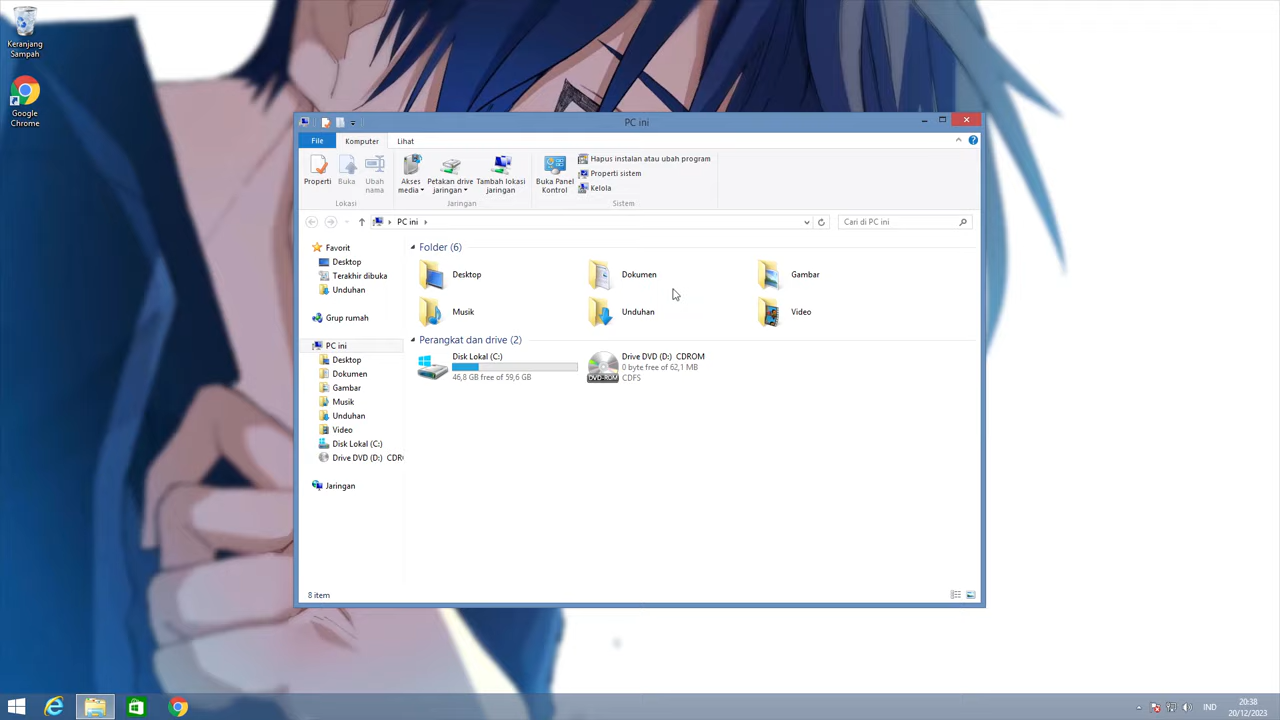 Keranjang
Sampah
Google
Chrome
PC ini
File
Komputer
Lihat
Properti
Buka
Ubah
nama
Akses
media
Petakan drive
jaringan
Tambah lokasi
jaringan
Buka Panel
Kontrol
Hapus instalan atau ubah program
Properti sistem
Kelola
Lokasi
Jaringan
Sistem
PC ini
Cari di PC ini
Favorit
Desktop
Terakhir dibuka
Unduhan
Grup rumah
PC ini
Desktop
Dokumen
Gambar
Musik
Unduhan
Video
Disk Lokal (C:)
Drive DVD (D:) CDR
Jaringan
Folder (6)
Desktop
Dokumen
Gambar
Musik
Unduhan
Video
Perangkat dan drive (2)
Disk Lokal (C:)
46,8 GB free of 59,6 GB
Drive DVD (D:) CDROM
0 byte free of 62,1 MB
CDFS
DVD-ROM
8 item
IND
20:38
20/12/2023